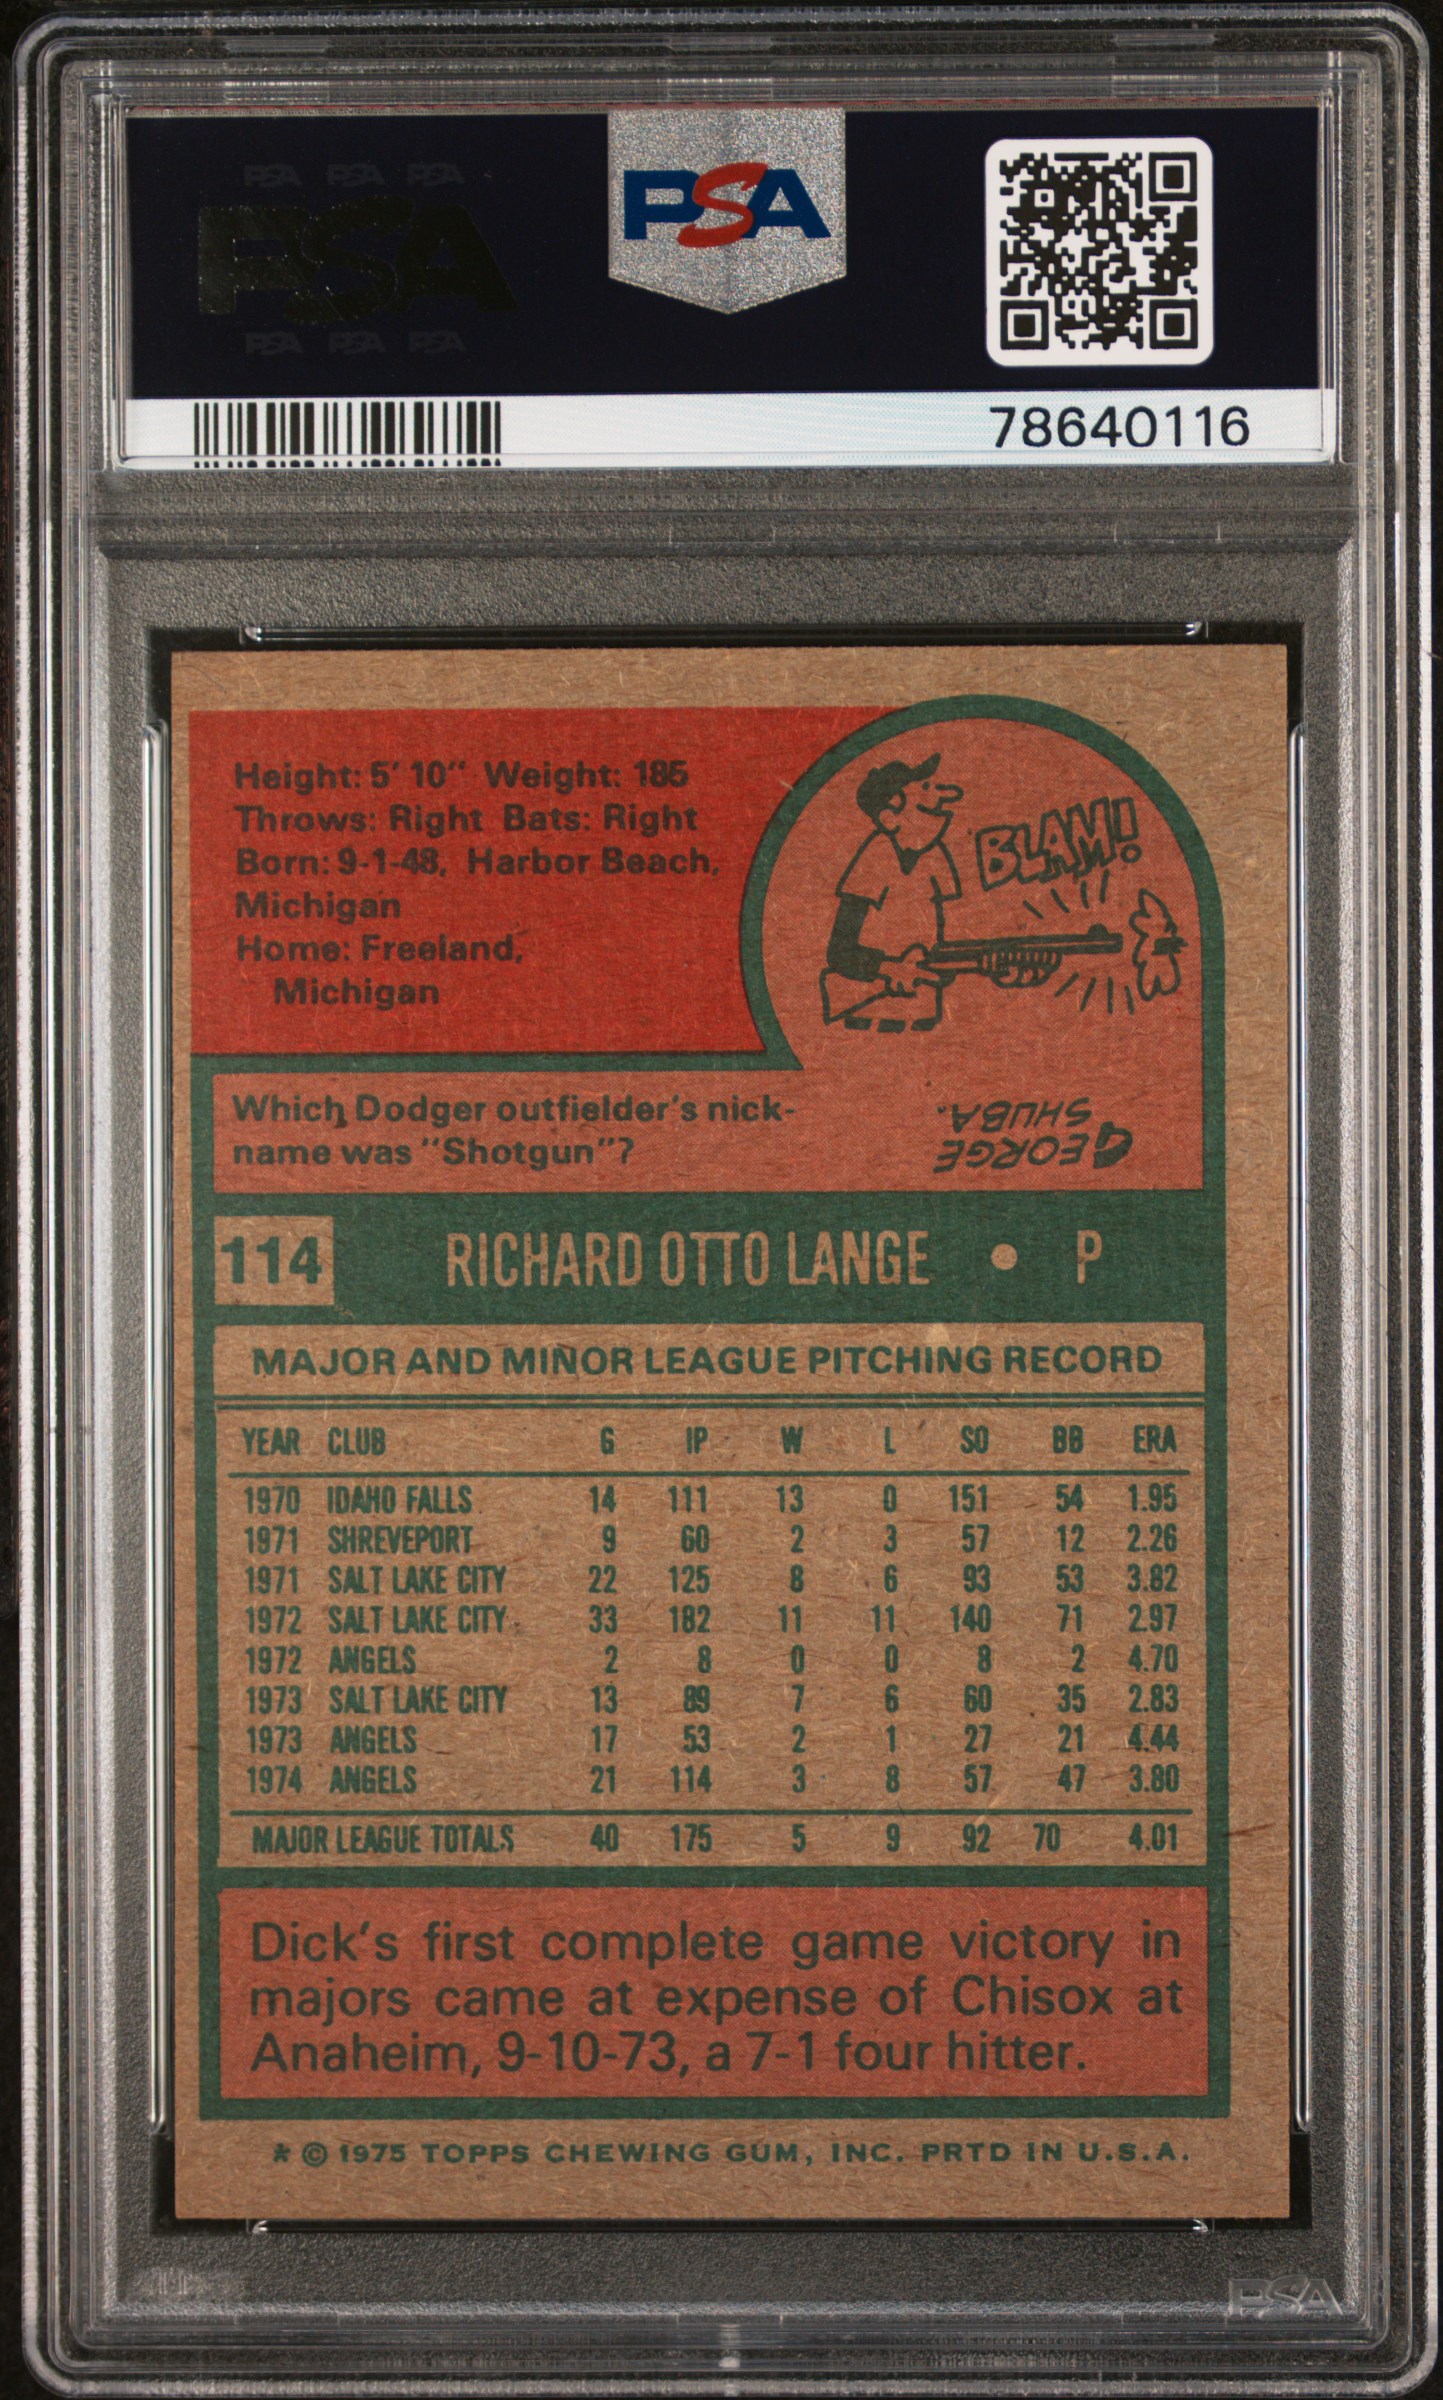 PSA PSA PSA
PSA
PSA PSA PSA
PSA
78640116
Height: 5' 10" Weight: 185
Throws: Right Bats: Right
Born: 9-1-48, Harbor Beach,
Michigan
Home: Freeland,
Michigan
BLAM!
Which Dodger outfielder's nick-
name was "Shotgun"?
GEORGE
SHUBA.
114 RICHARD OTTO LANGE • P
MAJOR AND MINOR LEAGUE PITCHING RECORD
YEAR CLUB G IP W L SO BB ERA
1970 IDAHO FALLS 14 111 13 0 151 54 1.95
1971 SHREVEPORT 9 60 2 3 57 12 2.26
1971 SALT LAKE CITY 22 125 8 6 93 53 3.82
1972 SALT LAKE CITY 33 182 11 11 140 71 2.97
1972 ANGELS 2 8 0 0 8 2 4.70
1973 SALT LAKE CITY 13 89 7 6 60 35 2.83
1973 ANGELS 17 53 2 1 27 21 4.44
1974 ANGELS 21 114 3 8 57 47 3.80
MAJOR LEAGUE TOTALS 40 175 5 9 92 70 4.01
Dick's first complete game victory in
majors came at expense of Chisox at
Anaheim, 9-10-73, a 7-1 four hitter.
* © 1975 TOPPS CHEWING GUM, INC. PRTD IN U.S.A.
PSA